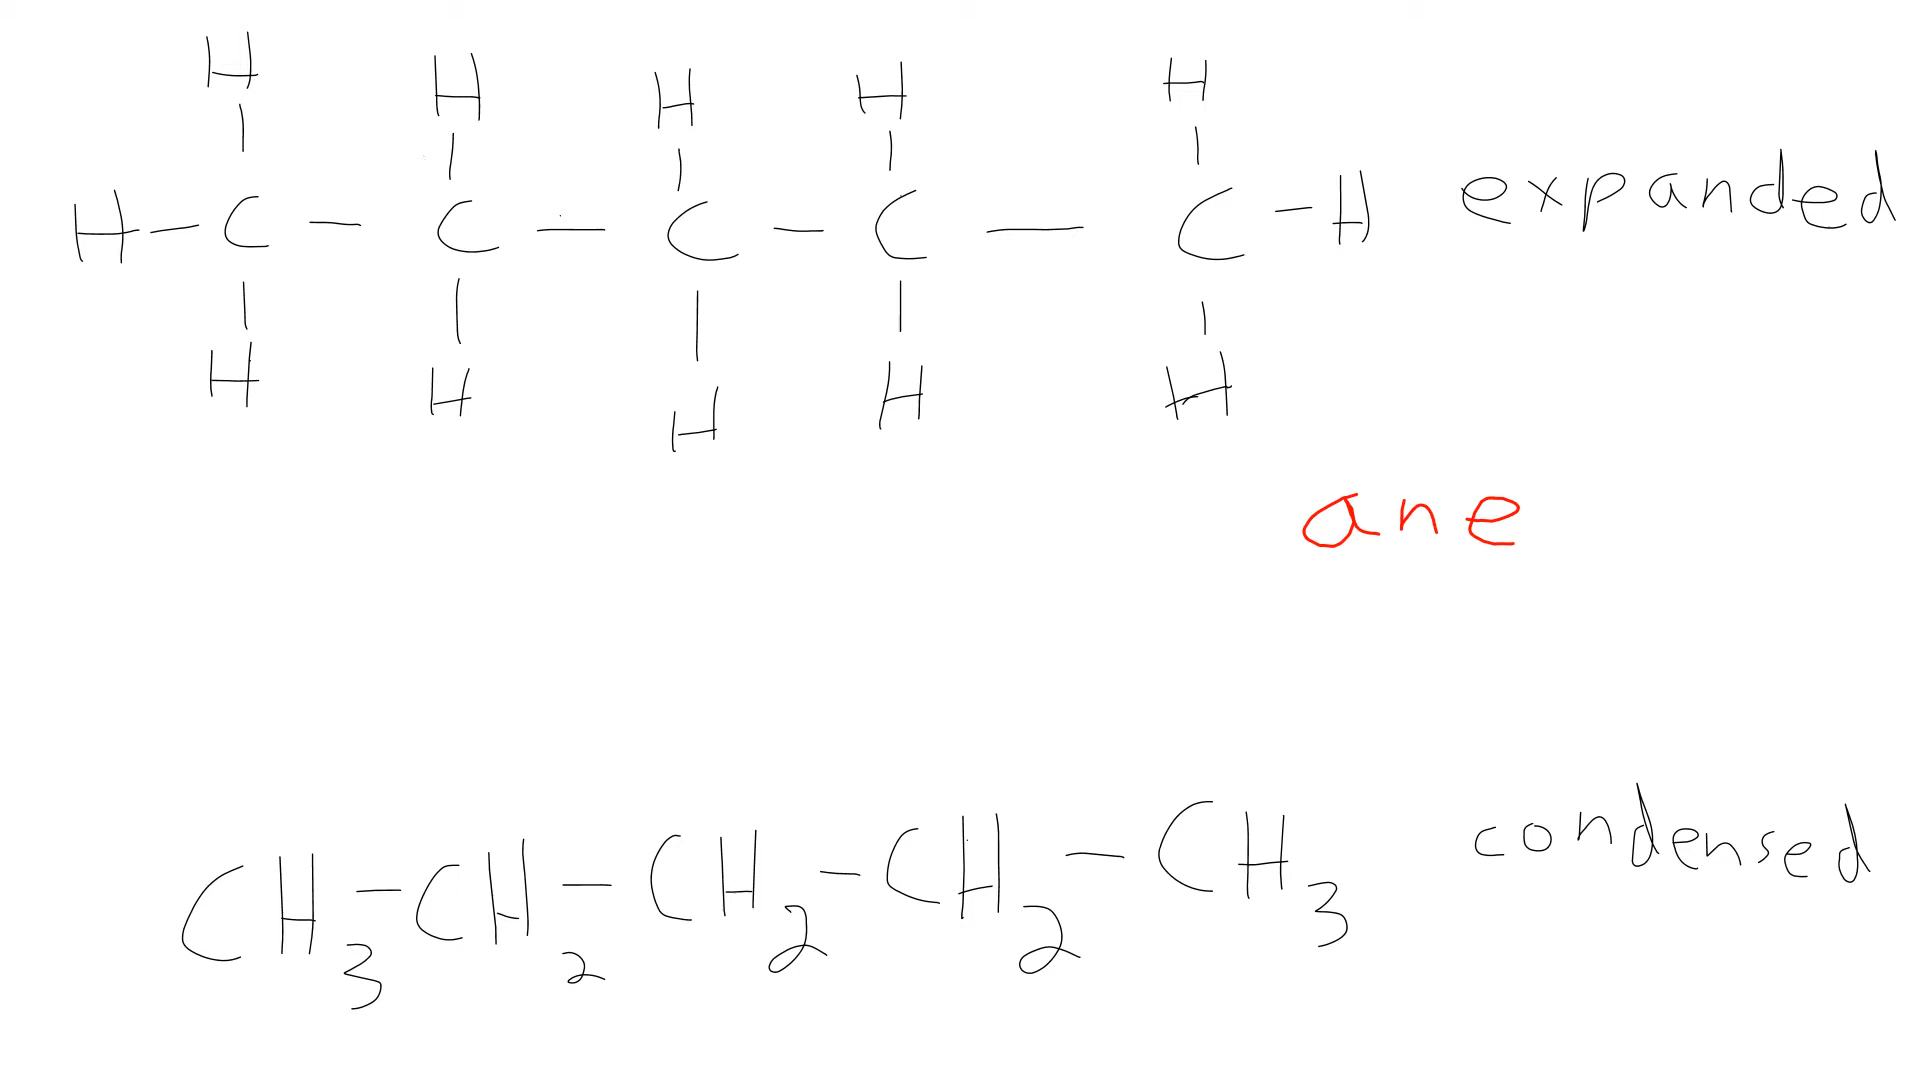 H H H H H
H - C - C - C - C - C - H expanded
H H H H H
ane
CH3 - CH2 - CH2 - CH2 - CH3 condensed